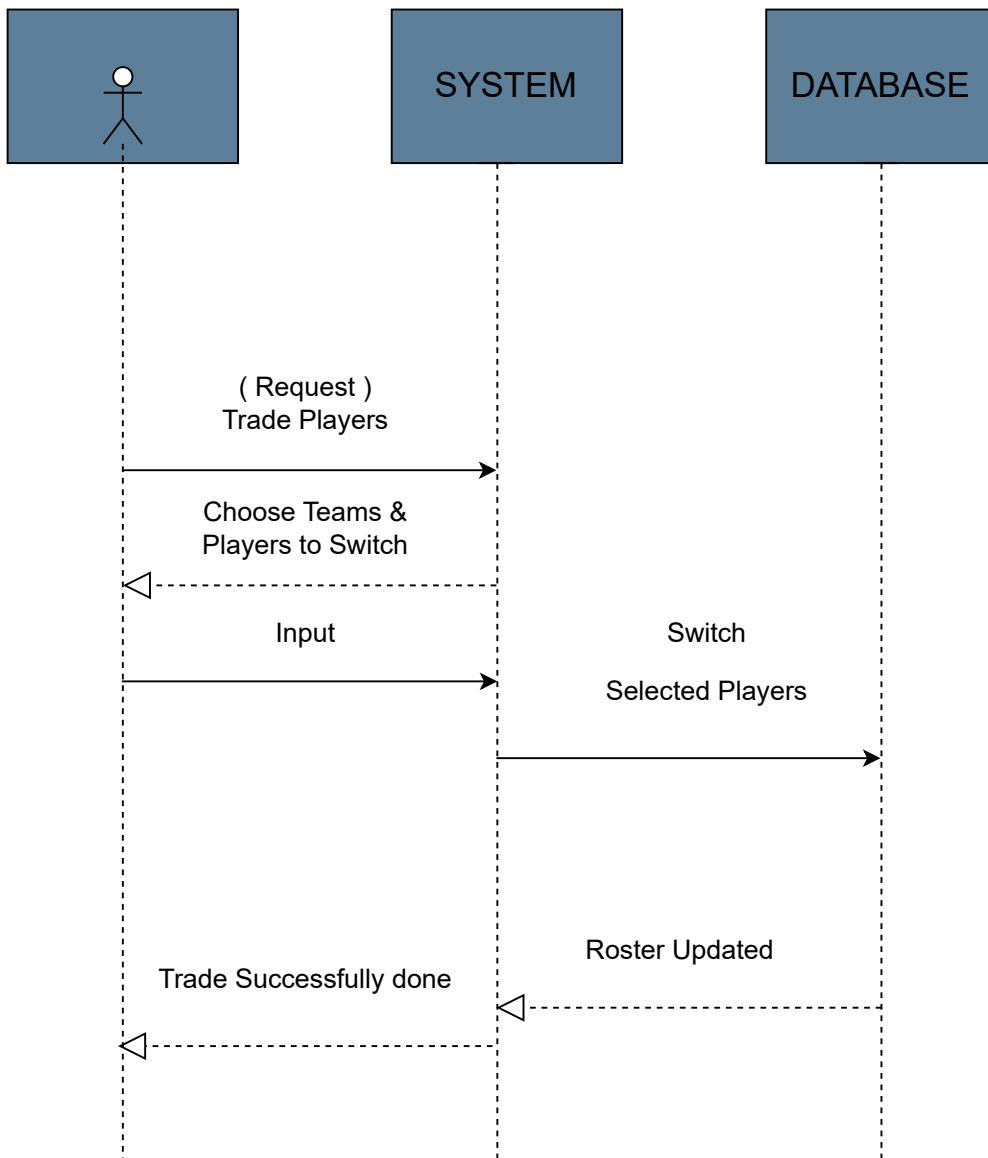 SYSTEM
DATABASE
( Request )
Trade Players
Choose Teams &
Players to Switch
Input
Switch
Selected Players
Roster Updated
Trade Successfully done